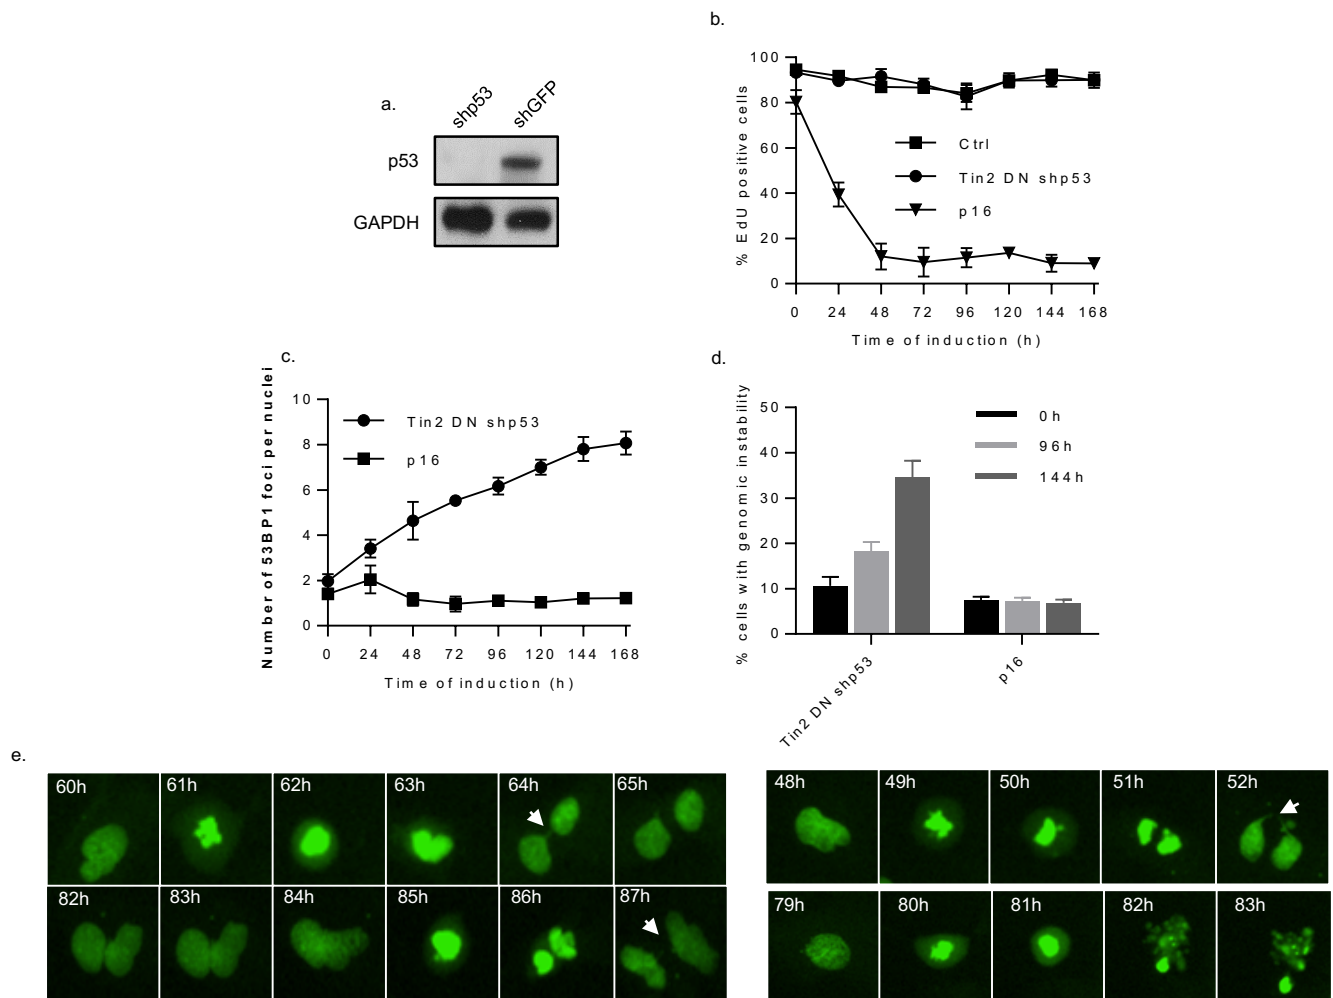 b.
100
80
60
40
20
0
% EdU positive cells
Ctrl
Tin2 DN shp53
p16
0 24 48 72 96 120 144 168
Time of induction (h)
a.
shp53 shGFP
p53
GAPDH
c.
10
8
6
4
2
0
Number of 53BP1 foci per nuclei
Tin2 DN shp53
p16
0 24 48 72 96 120 144 168
Time of induction (h)
d.
50
40
30
20
10
0
% cells with genomic instability
0h
96h
144h
Tin2 DN shp53 p16
e.
60h 61h 62h 63h 64h 65h
82h 83h 84h 85h 86h 87h
48h 49h 50h 51h 52h
79h 80h 81h 82h 83h